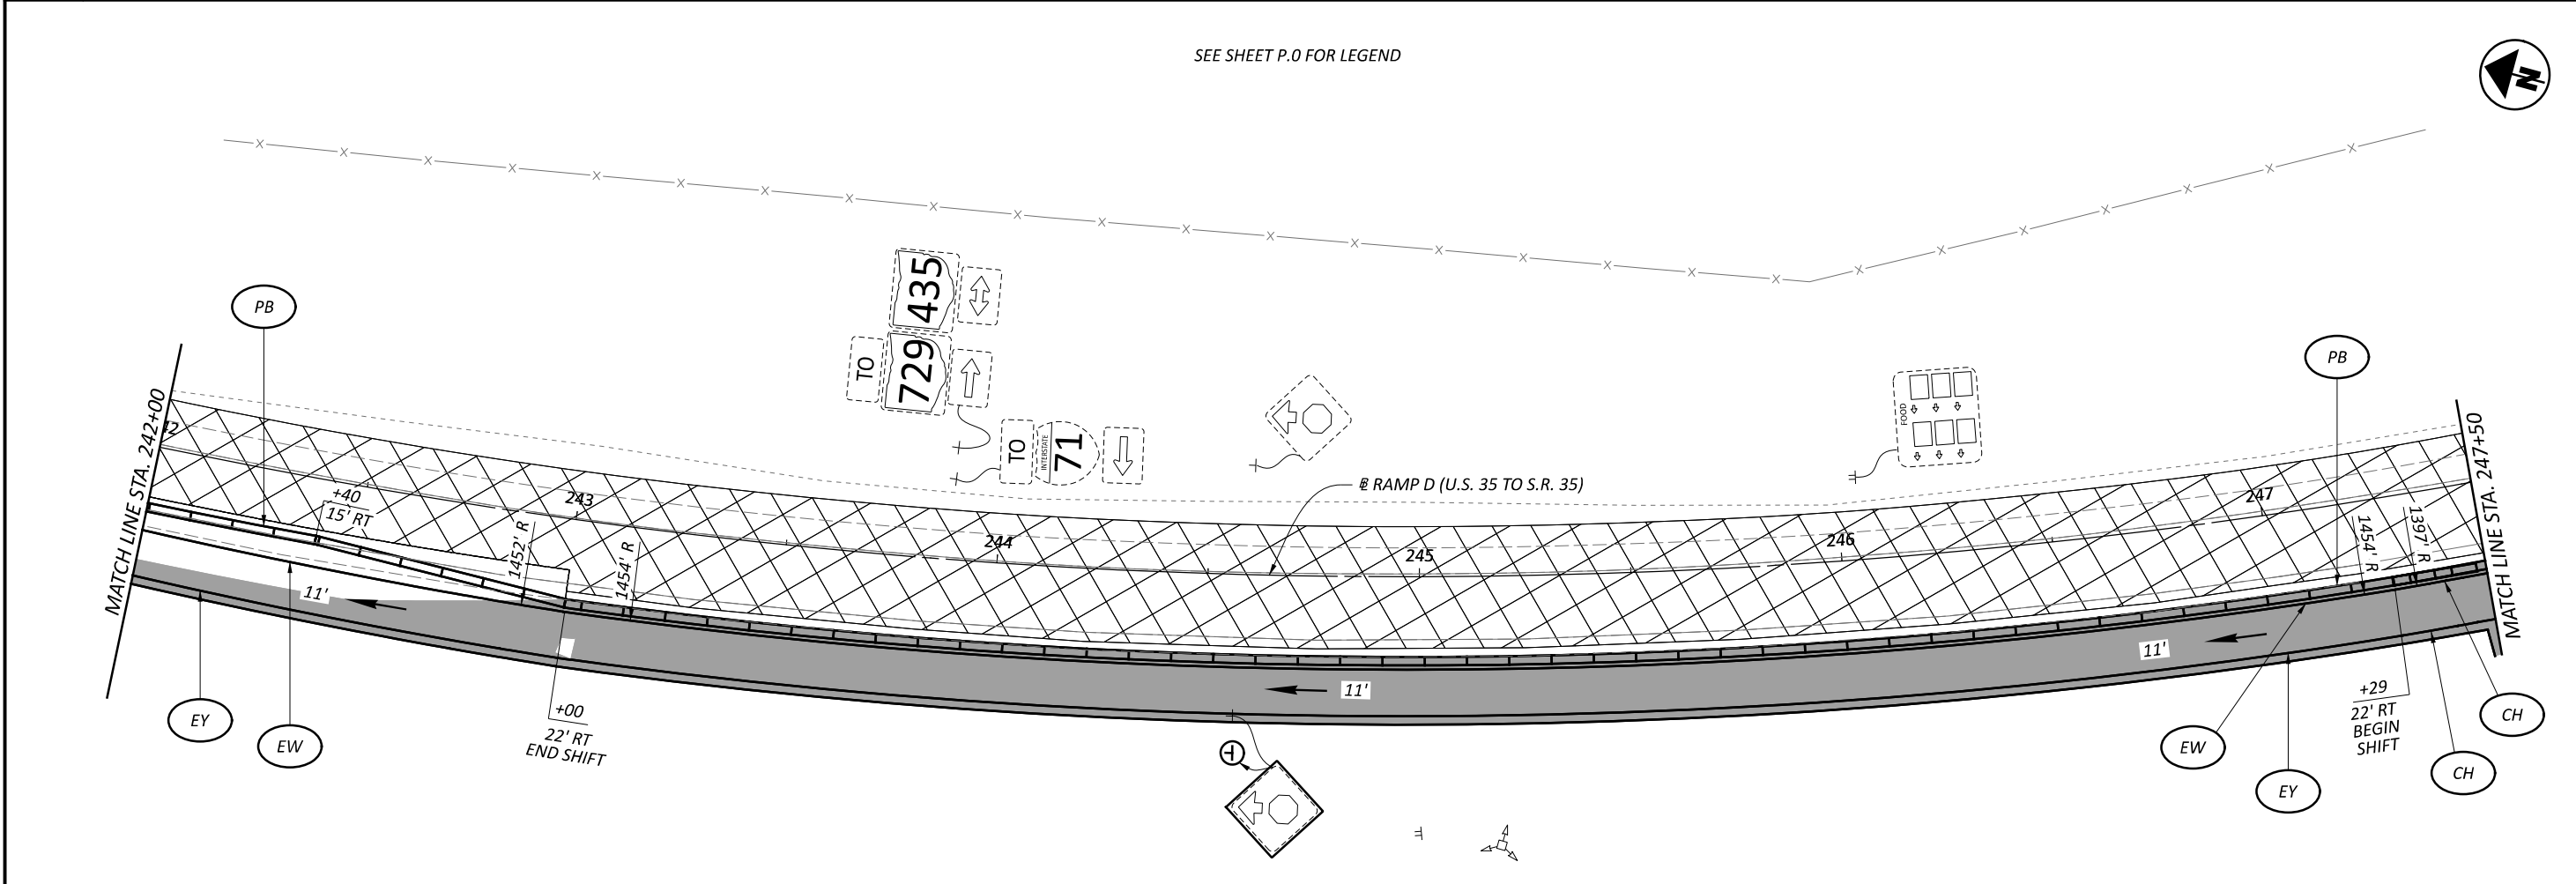 SEE SHEET P.0 FOR LEGEND
N
PB
MATCH LINE STA. 242+00
42
+40
15' RT
243
1452' R
1454' R
435
TO
729
TO
INTERSTATE
71
244
245
RAMP D (U.S. 35 TO S.R. 35)
FOOD
246
247
PB
1454' R
1397' R
MATCH LINE STA. 247+50
11'
11'
11'
EY
EW
+00
22' RT
END SHIFT
+29
22' RT
BEGIN
SHIFT
EW
EY
CH
CH